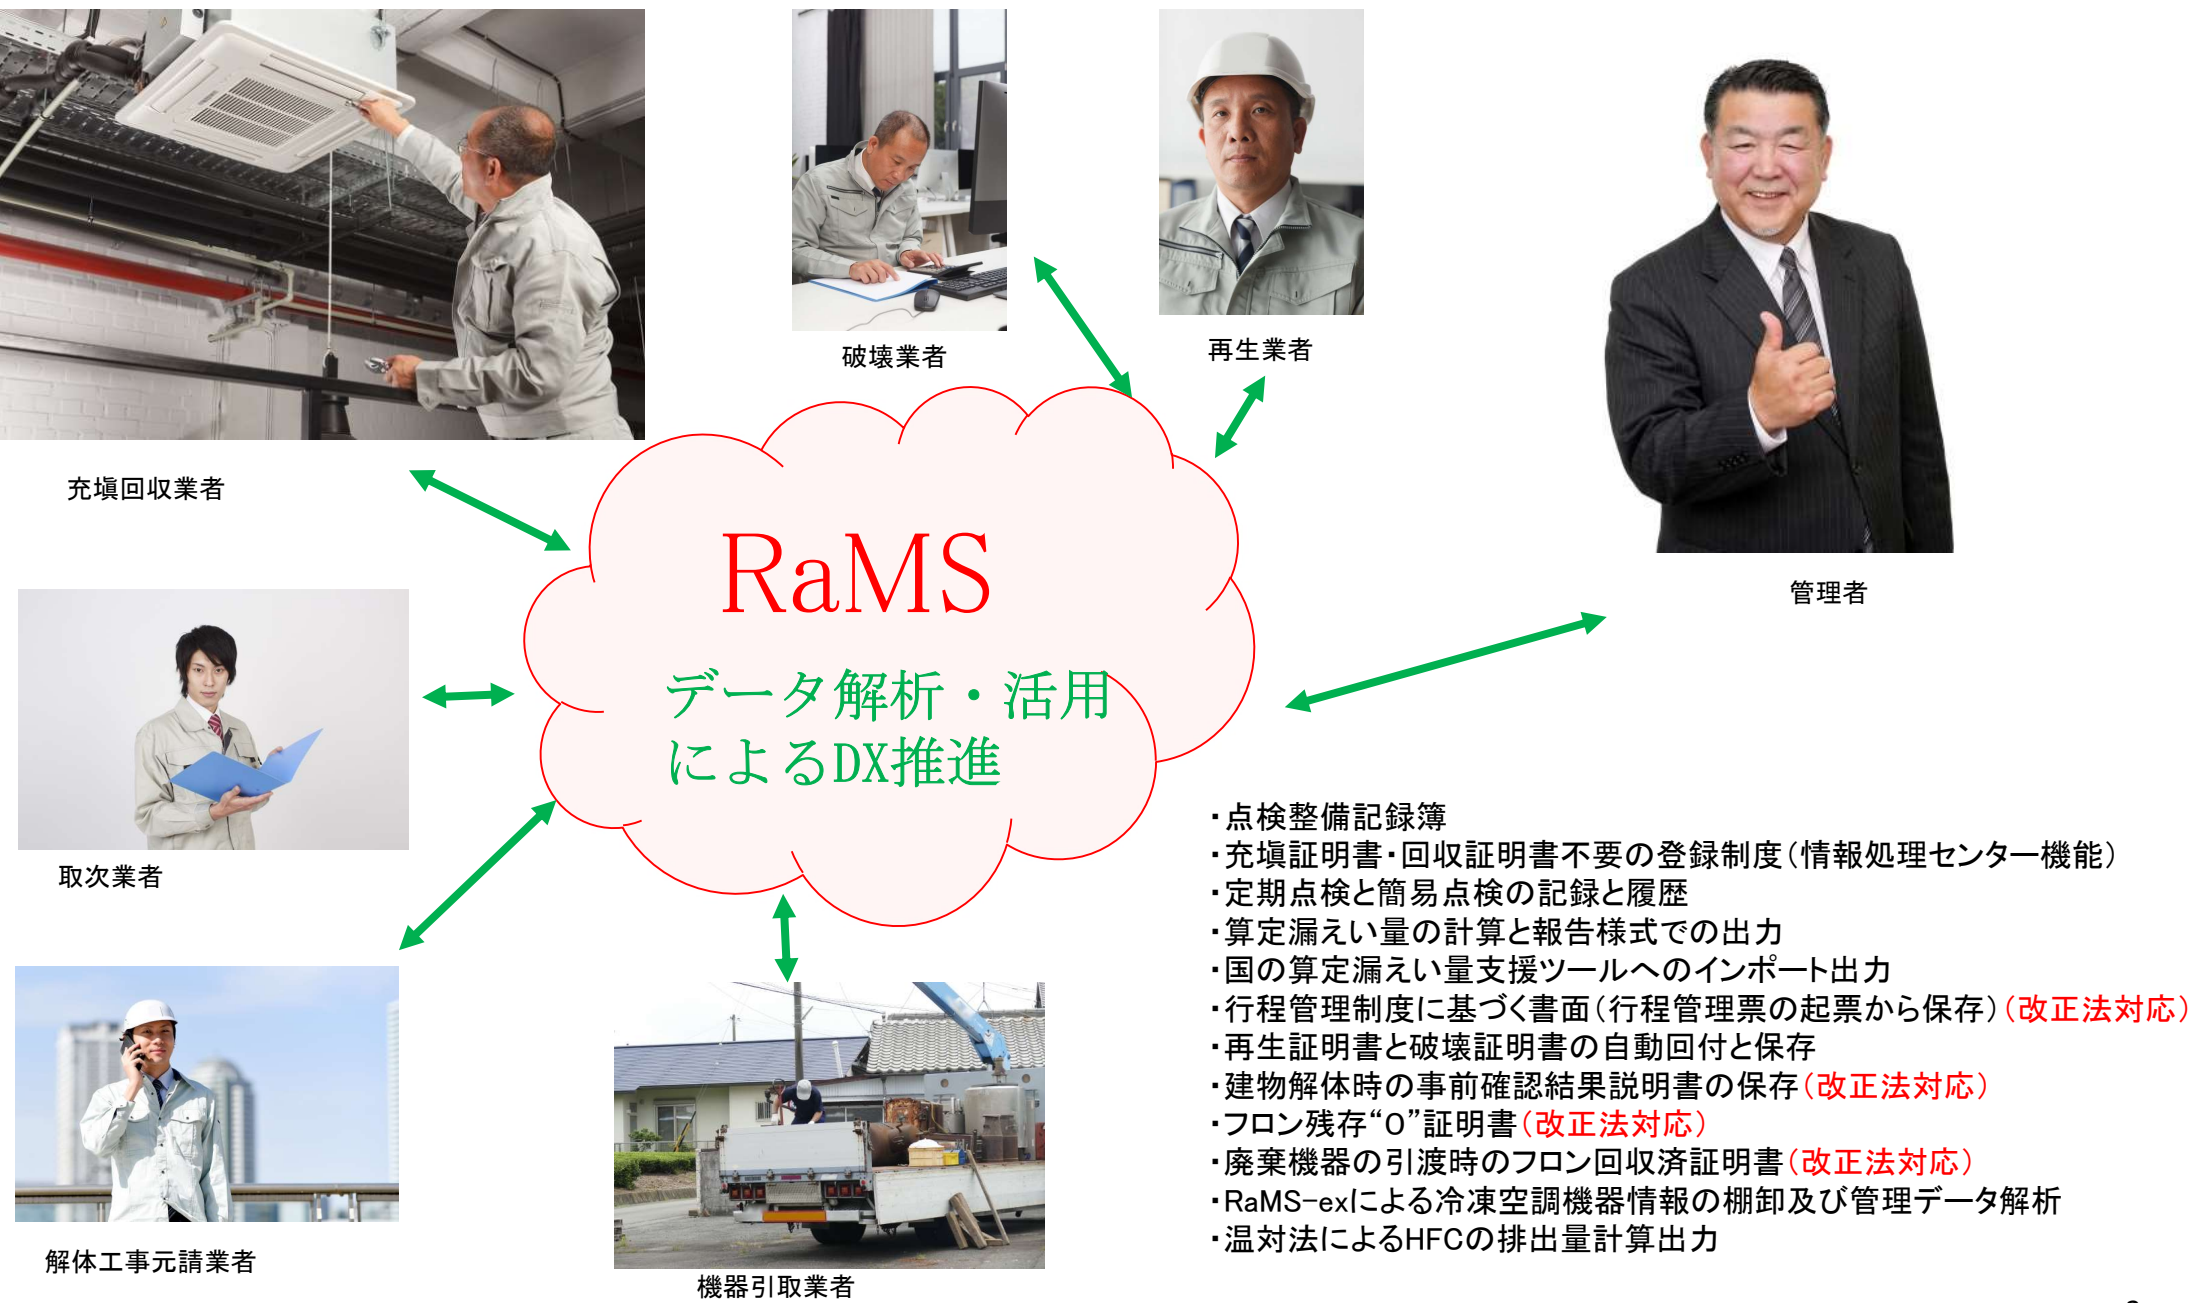 破壊業者
再生業者
充塡回収業者
管理者
RaMS
データ解析・活用
によるDX推進
取次業者
解体工事元請業者
機器引取業者
・点検整備記録簿
・充塡証明書・回収証明書不要の登録制度（情報処理センター機能）
・定期点検と簡易点検の記録と履歴
・算定漏えい量の計算と報告様式での出力
・国の算定漏えい量支援ツールへのインポート出力
・行程管理制度に基づく書面（行程管理票の起票から保存）（改正法対応）
・再生証明書と破壊証明書の自動回付と保存
・建物解体時の事前確認結果説明書の保存（改正法対応）
・フロン残存“0”証明書（改正法対応）
・廃棄機器の引渡時のフロン回収済証明書（改正法対応）
・RaMS-exによる冷凍空調機器情報の棚卸及び管理データ解析
・温対法によるHFCの排出量計算出力